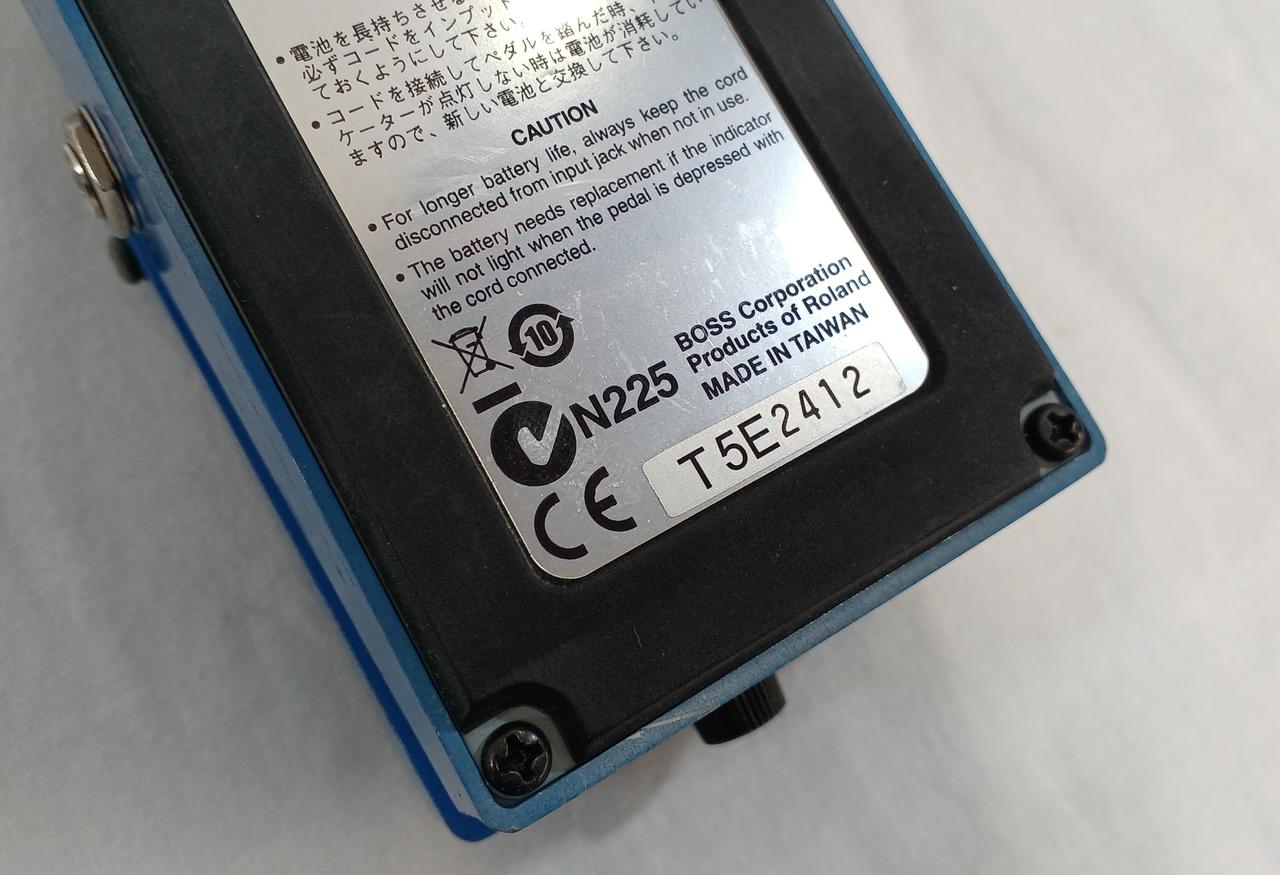 • 電池を長持ちさせる
必ずコードをインプット
ておくようにして下さい。
• コードを接続してペダルを踏んだ時、
ケーターが点灯しない時は電池が消耗してい
ますので、新しい電池と交換して下さい。
CAUTION
• For longer battery life, always keep the cord
disconnected from input jack when not in use.
• The battery needs replacement if the indicator
will not light when the pedal is depressed with
the cord connected.
10
BOSS Corporation
Products of Roland
MADE IN TAIWAN
N225
CE
T5E2412